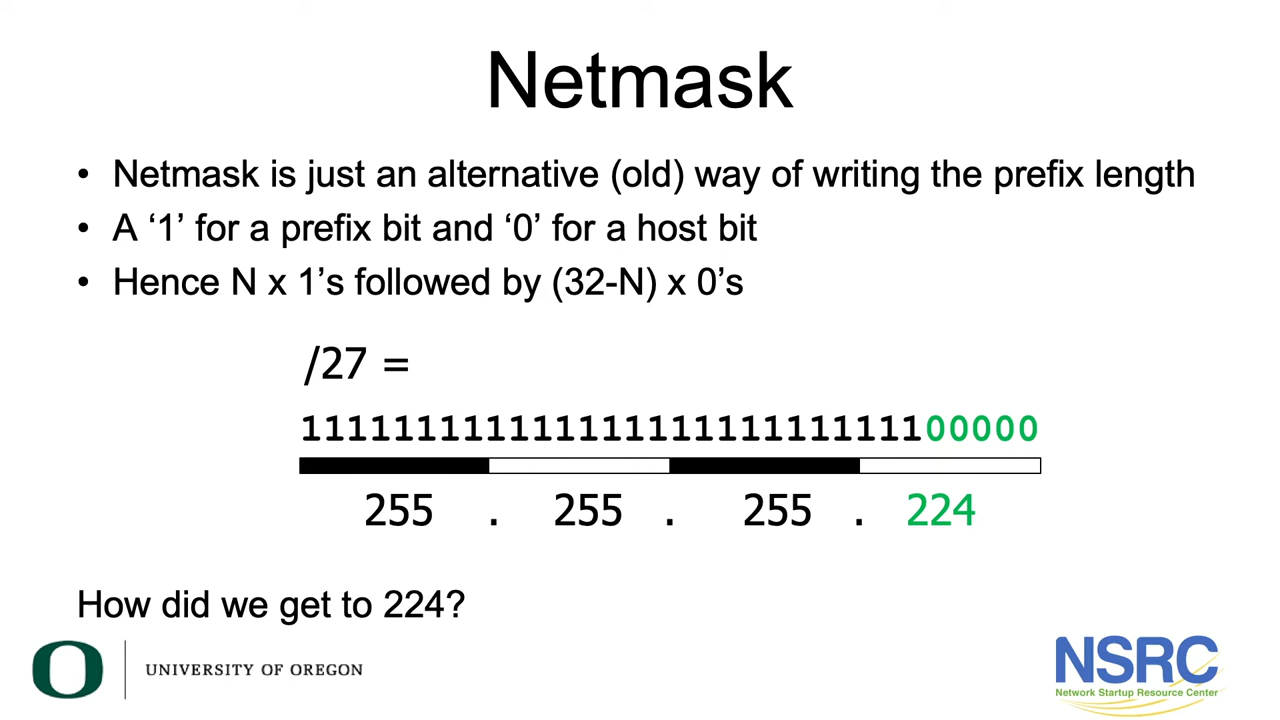 Netmask
• Netmask is just an alternative (old) way of writing the prefix length
• A ‘1’ for a prefix bit and ‘0’ for a host bit
• Hence N x 1’s followed by (32-N) x 0’s
/27 =
11111111111111111111111111100000
255 . 255 . 255 . 224
How did we get to 224?
O UNIVERSITY OF OREGON
NSRC
Network Startup Resource Center